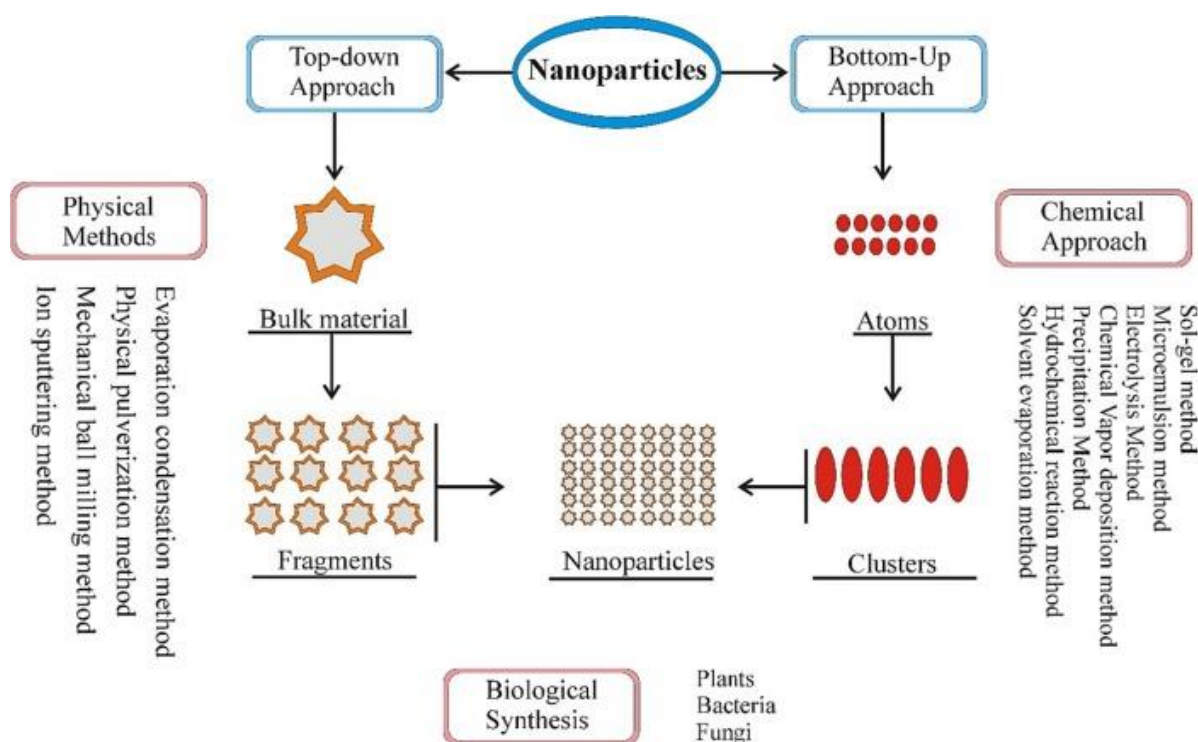 Top-down
Approach
Nanoparticles
Bottom-Up
Approach
Physical
Methods
Chemical
Approach
Evaporation condensation method
Physical pulverization method
Mechanical ball milling method
Ion sputtering method
Bulk material
Atoms
Sol-gel method
Microemulsion method
Electrolysis Method
Chemical Vapor deposition method
Precipitation Method
Hydrochemical reaction method
Solvent evaporation method
Fragments
Nanoparticles
Clusters
Biological
Synthesis
Plants
Bacteria
Fungi